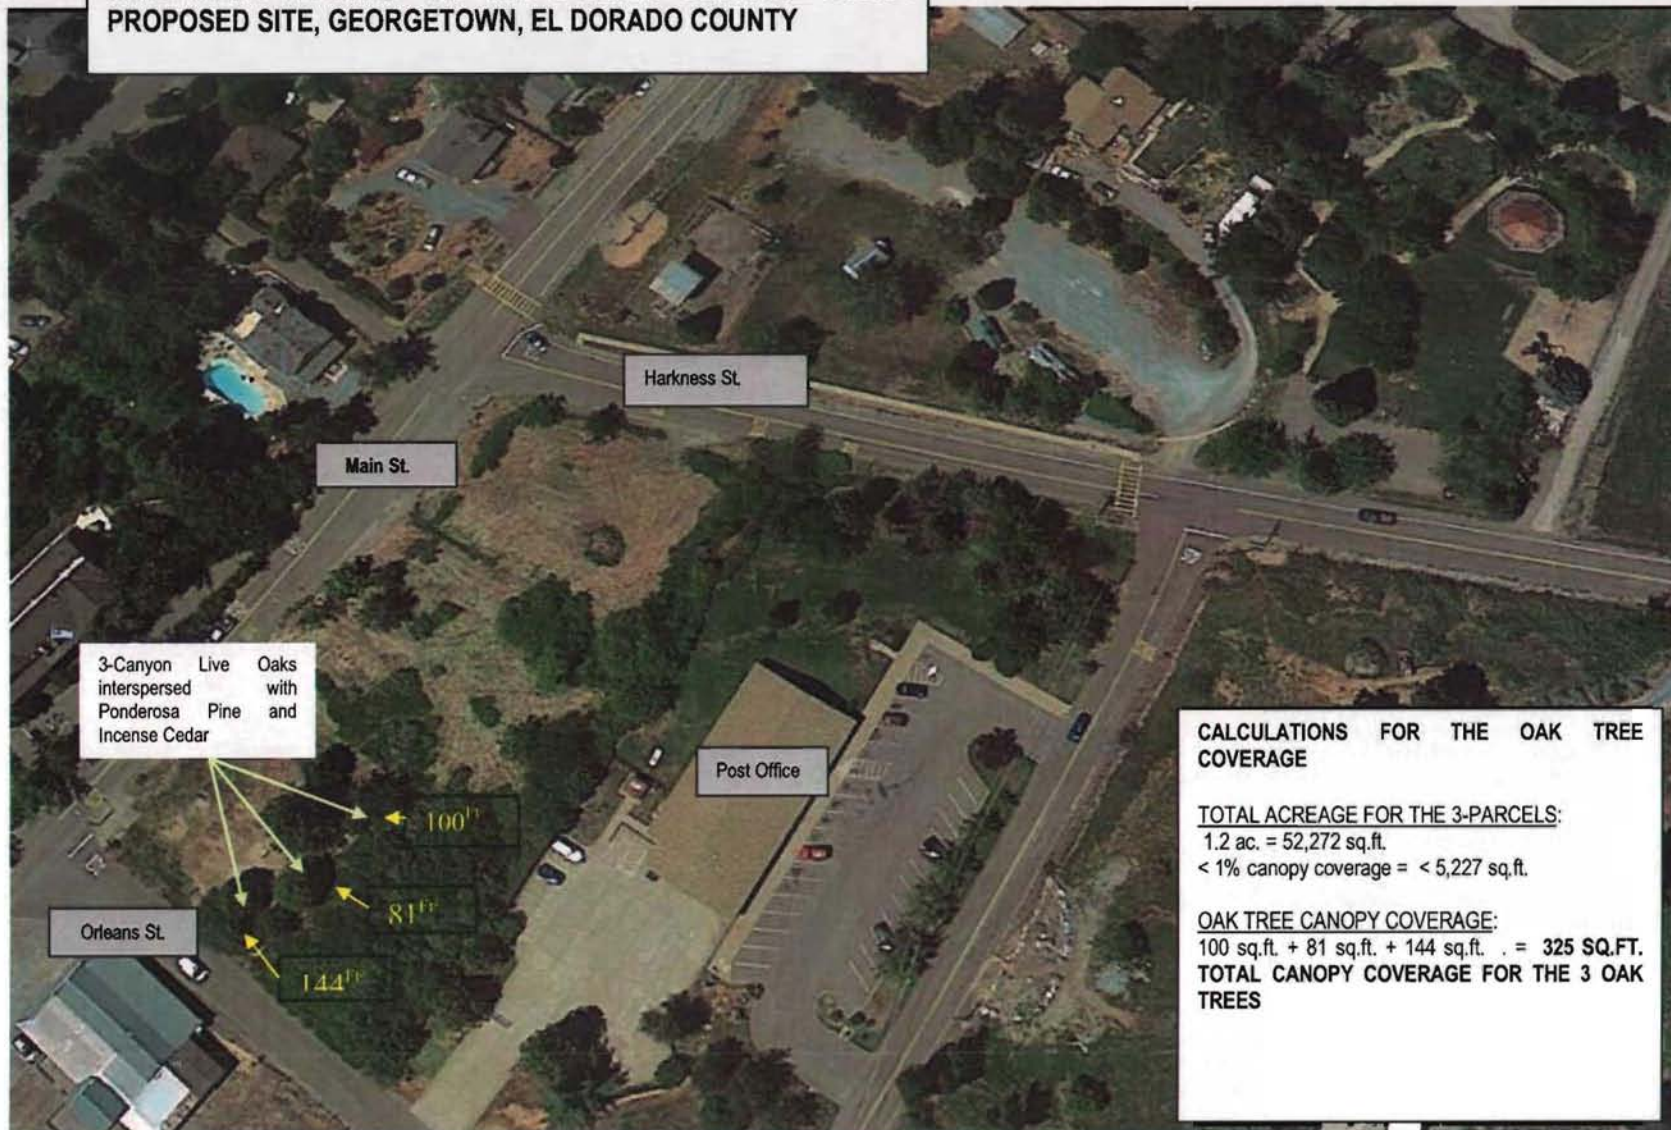 PROPOSED SITE, GEORGETOWN, EL DORADO COUNTY
Harkness St.
Main St.
3-Canyon Live Oaks
interspersed with
Ponderosa Pine and
Incense Cedar
Post Office
100
81
144
Orleans St.
CALCULATIONS FOR THE OAK TREE
COVERAGE
TOTAL ACREAGE FOR THE 3-PARCELS:
1.2 ac. = 52,272 sq.ft.
< 1% canopy coverage = < 5,227 sq.ft.
OAK TREE CANOPY COVERAGE:
100 sq.ft. + 81 sq.ft. + 144 sq.ft. . = 325 SQ.FT.
TOTAL CANOPY COVERAGE FOR THE 3 OAK
TREES